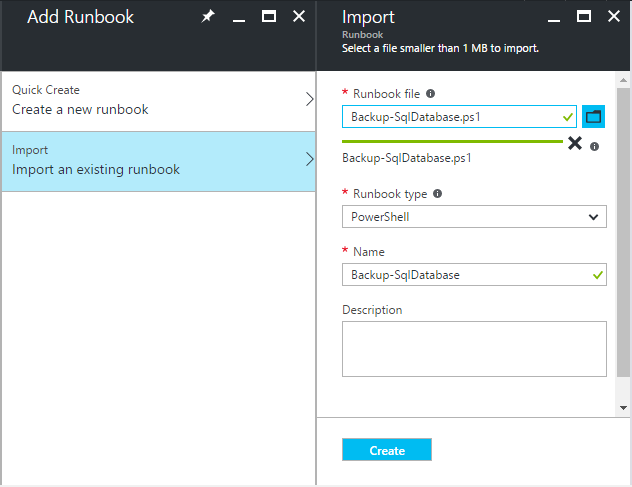 Add Runbook
Quick Create
Create a new runbook
Import
Import an existing runbook
Import
Runbook
Select a file smaller than 1 MB to import.
* Runbook file
Backup-SqlDatabase.ps1
Backup-SqlDatabase.ps1
* Runbook type
PowerShell
* Name
Backup-SqlDatabase
Description
Create